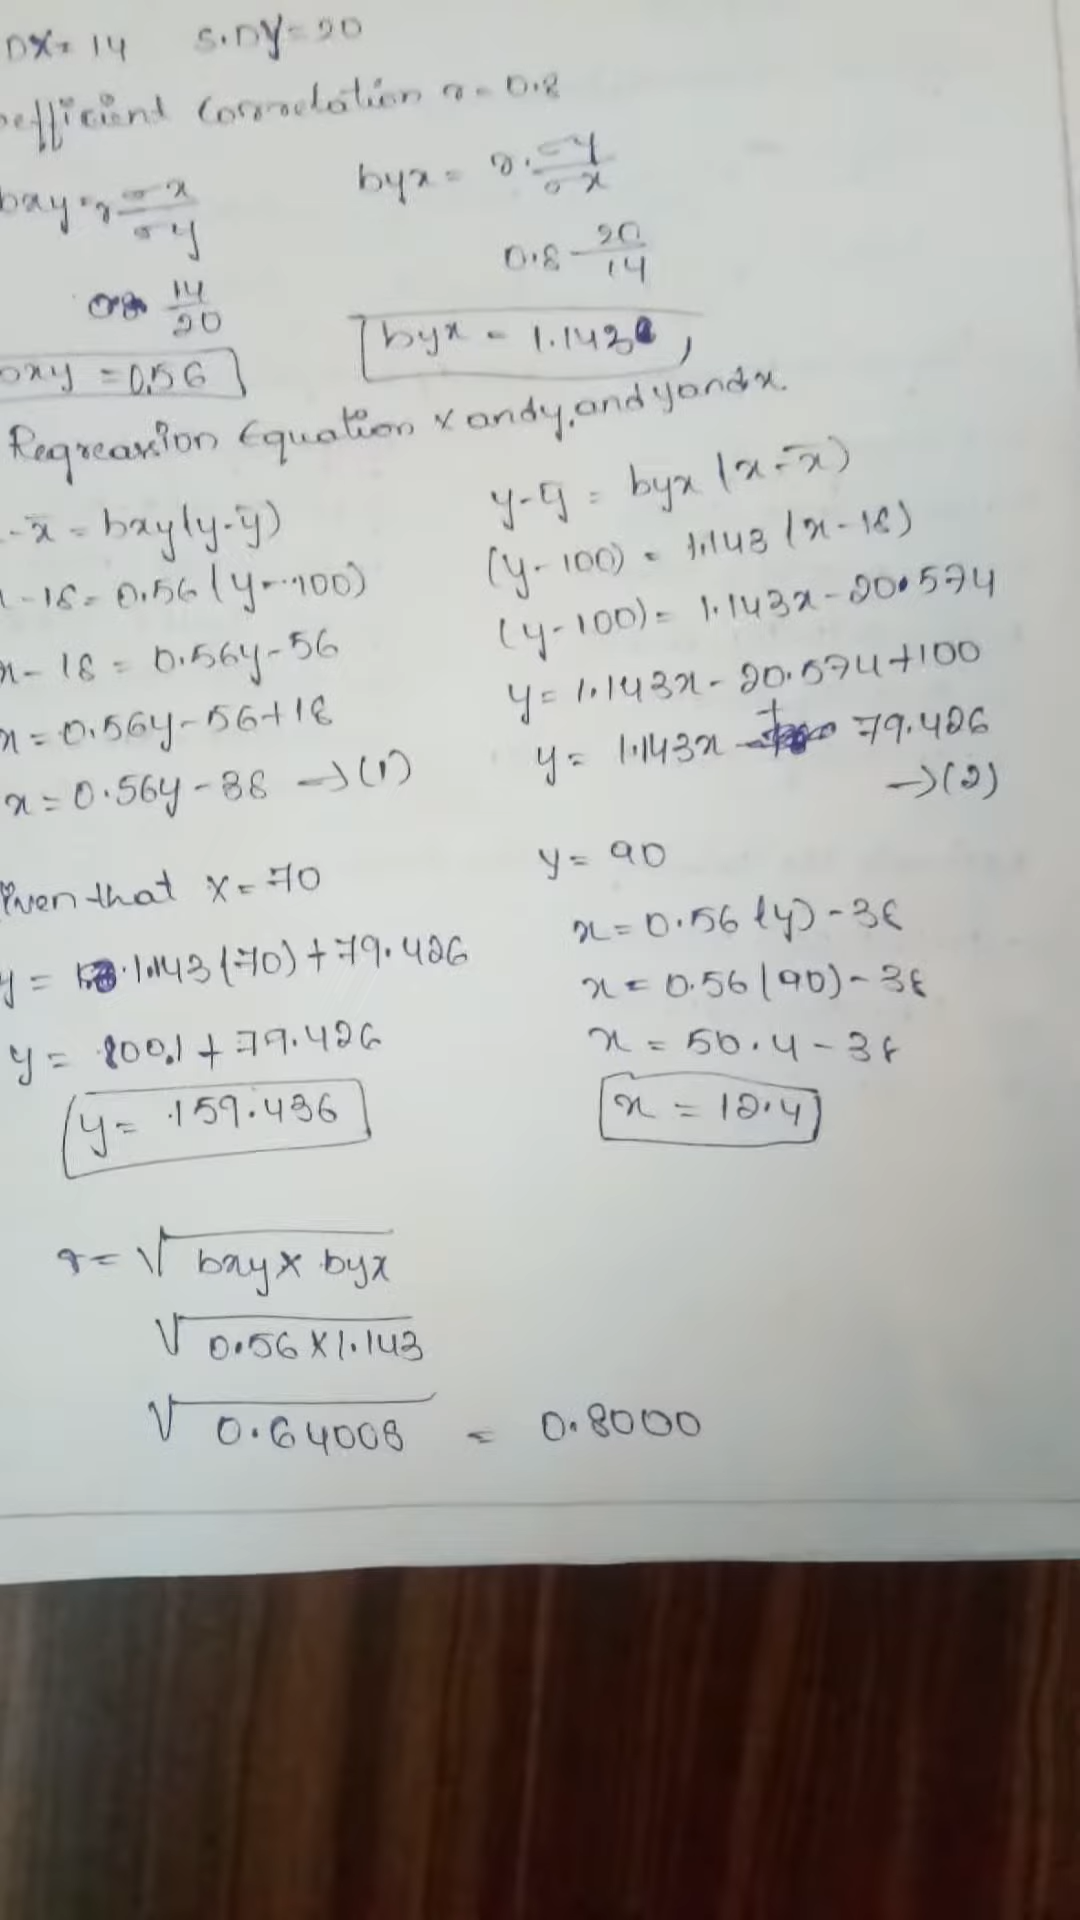 DX = 14 S.DY = 20
oefficient Correlation r = 0.8
bxy = r σx/σy byx = r. σy/σx
0.8 14/20 0.8 20/14
bxy = 0.56 byx = 1.143
Regreassion Equation x andy, and y and x.
-x̄ = bxy(y-ȳ) y-ȳ = byx (x-x̄)
x-18 = 0.56(y-100) (y-100) = 1.143 (x-18)
x-18 = 0.56y-56 (y-100) = 1.143x-20.574
x = 0.56y-56+18 y = 1.143x-20.574+100
x = 0.56y-38 →(1) y = 1.143x + 79.426
→(2)
iven that x = 70 y = 90
y = 1.143(70)+79.426 x = 0.56(y)-38
x = 0.56(90)-38
y = 800.1+79.426 x = 50.4-38
y = 159.436 x = 12.4
r = √bxy x byx
√0.56 X 1.143
√0.64008 = 0.8000